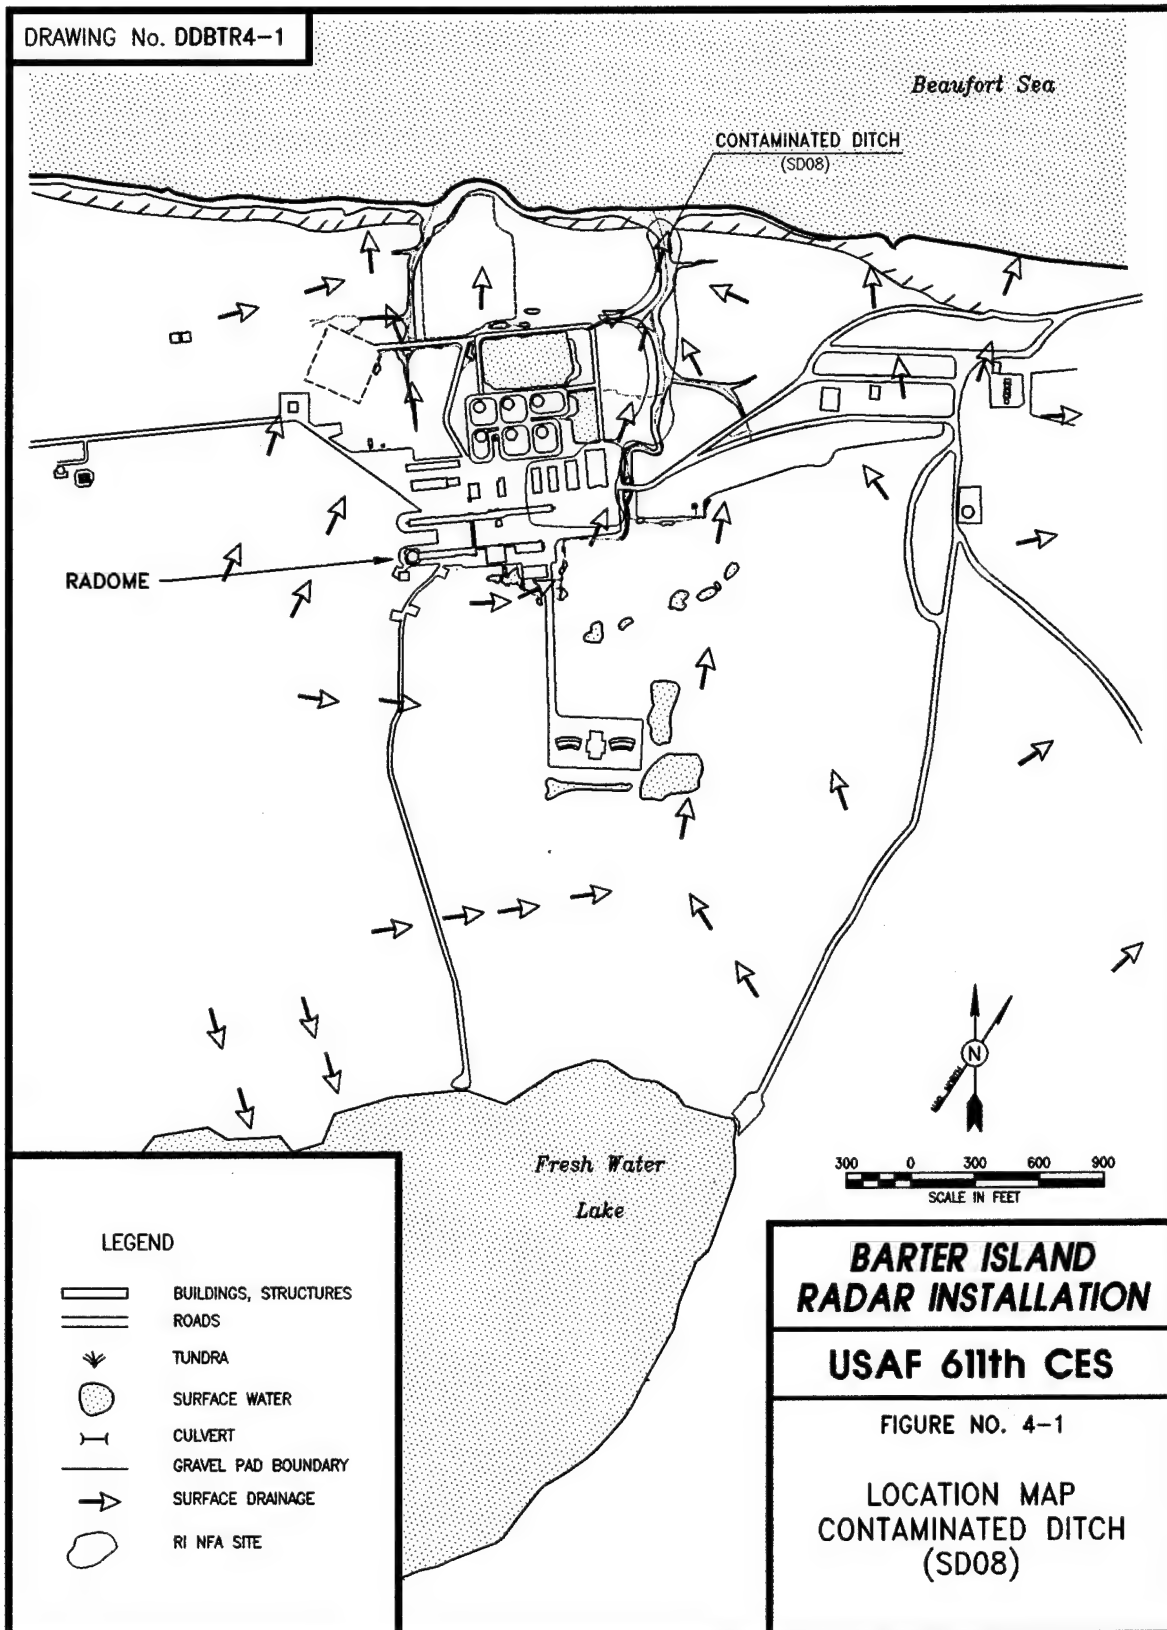 DRAWING No. DDBTR4-1
Beaufort Sea
CONTAMINATED DITCH
(SD08)
RADOME
N
Fresh Water
Lake
300 0 300 600 900
SCALE IN FEET
LEGEND
BUILDINGS, STRUCTURES
ROADS
TUNDRA
SURFACE WATER
CULVERT
GRAVEL PAD BOUNDARY
SURFACE DRAINAGE
RI NFA SITE
BARTER ISLAND
RADAR INSTALLATION
USAF 611th CES
FIGURE NO. 4-1
LOCATION MAP
CONTAMINATED DITCH
(SD08)